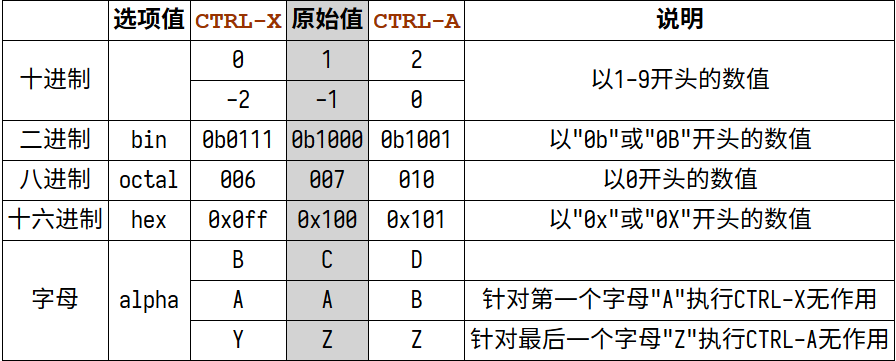 选项值 CTRL-X 原始值 CTRL-A 说明
十进制 0 1 2 以1-9开头的数值
-2 -1 0
二进制 bin 0b0111 0b1000 0b1001 以"0b"或"0B"开头的数值
八进制 octal 006 007 010 以0开头的数值
十六进制 hex 0x0ff 0x100 0x101 以"0x"或"0X"开头的数值
字母 alpha B C D
A A B 针对第一个字母"A"执行CTRL-X无作用
Y Z Z 针对最后一个字母"Z"执行CTRL-A无作用